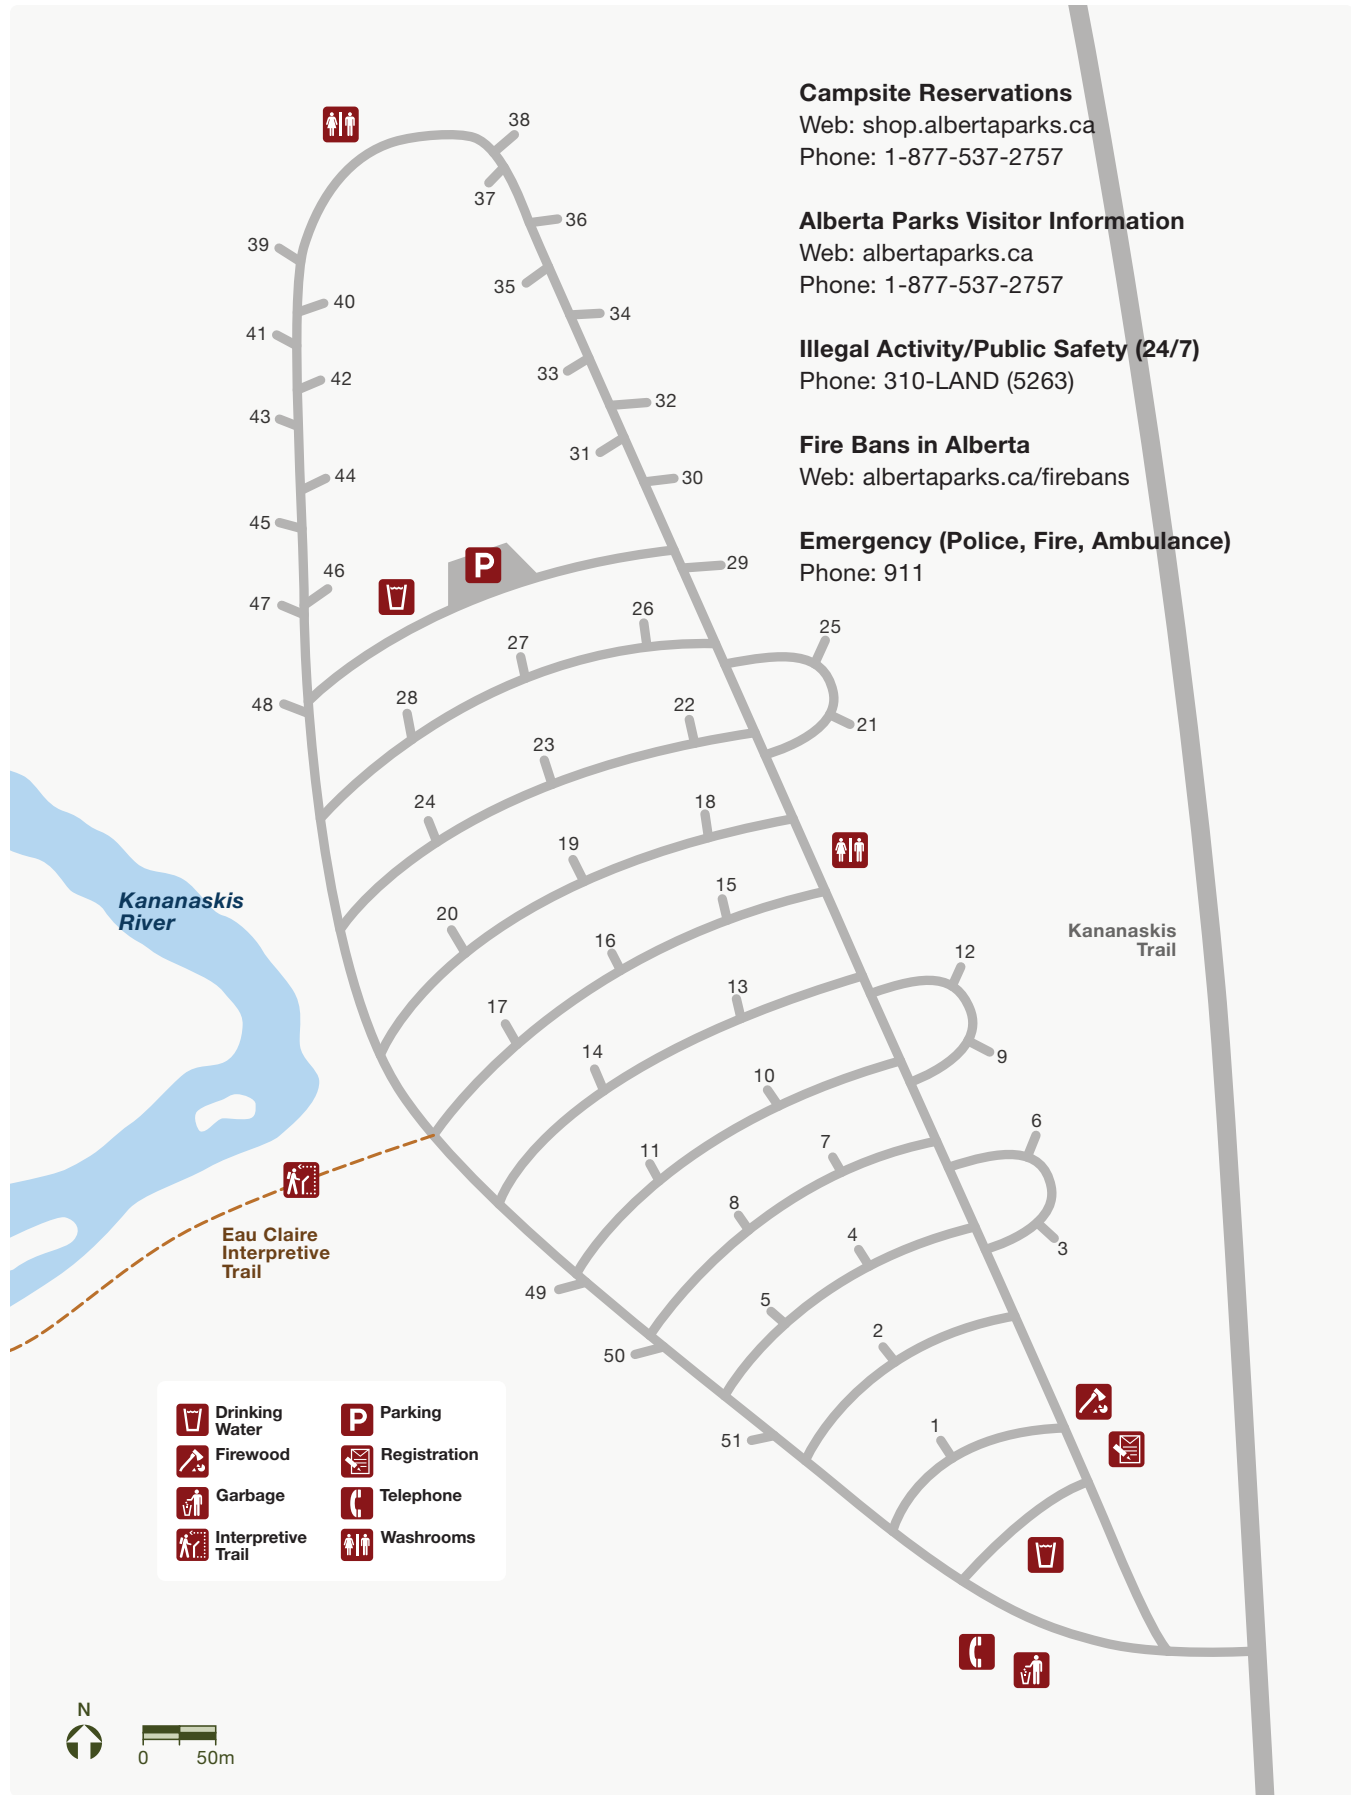 Campsite Reservations
Web: shop.albertaparks.ca
Phone: 1-877-537-2757
Alberta Parks Visitor Information
Web: albertaparks.ca
Phone: 1-877-537-2757
Illegal Activity/Public Safety (24/7)
Phone: 310-LAND (5263)
Fire Bans in Alberta
Web: albertaparks.ca/firebans
Emergency (Police, Fire, Ambulance)
Phone: 911
38
37
36
39
35
40
34
41
33
42
32
43
31
44
30
45
P
29
46
47
26
25
27
28
48
22
21
23
24
18
19
15
Kananaskis
River
20
16
Kananaskis
Trail
12
13
17
14
9
10
6
7
11
8
Eau Claire
Interpretive
Trail
4
3
49
5
2
50
1
51
Drinking
Water
P
Parking
Firewood
Registration
Garbage
Telephone
Interpretive
Trail
Washrooms
N
0
50m